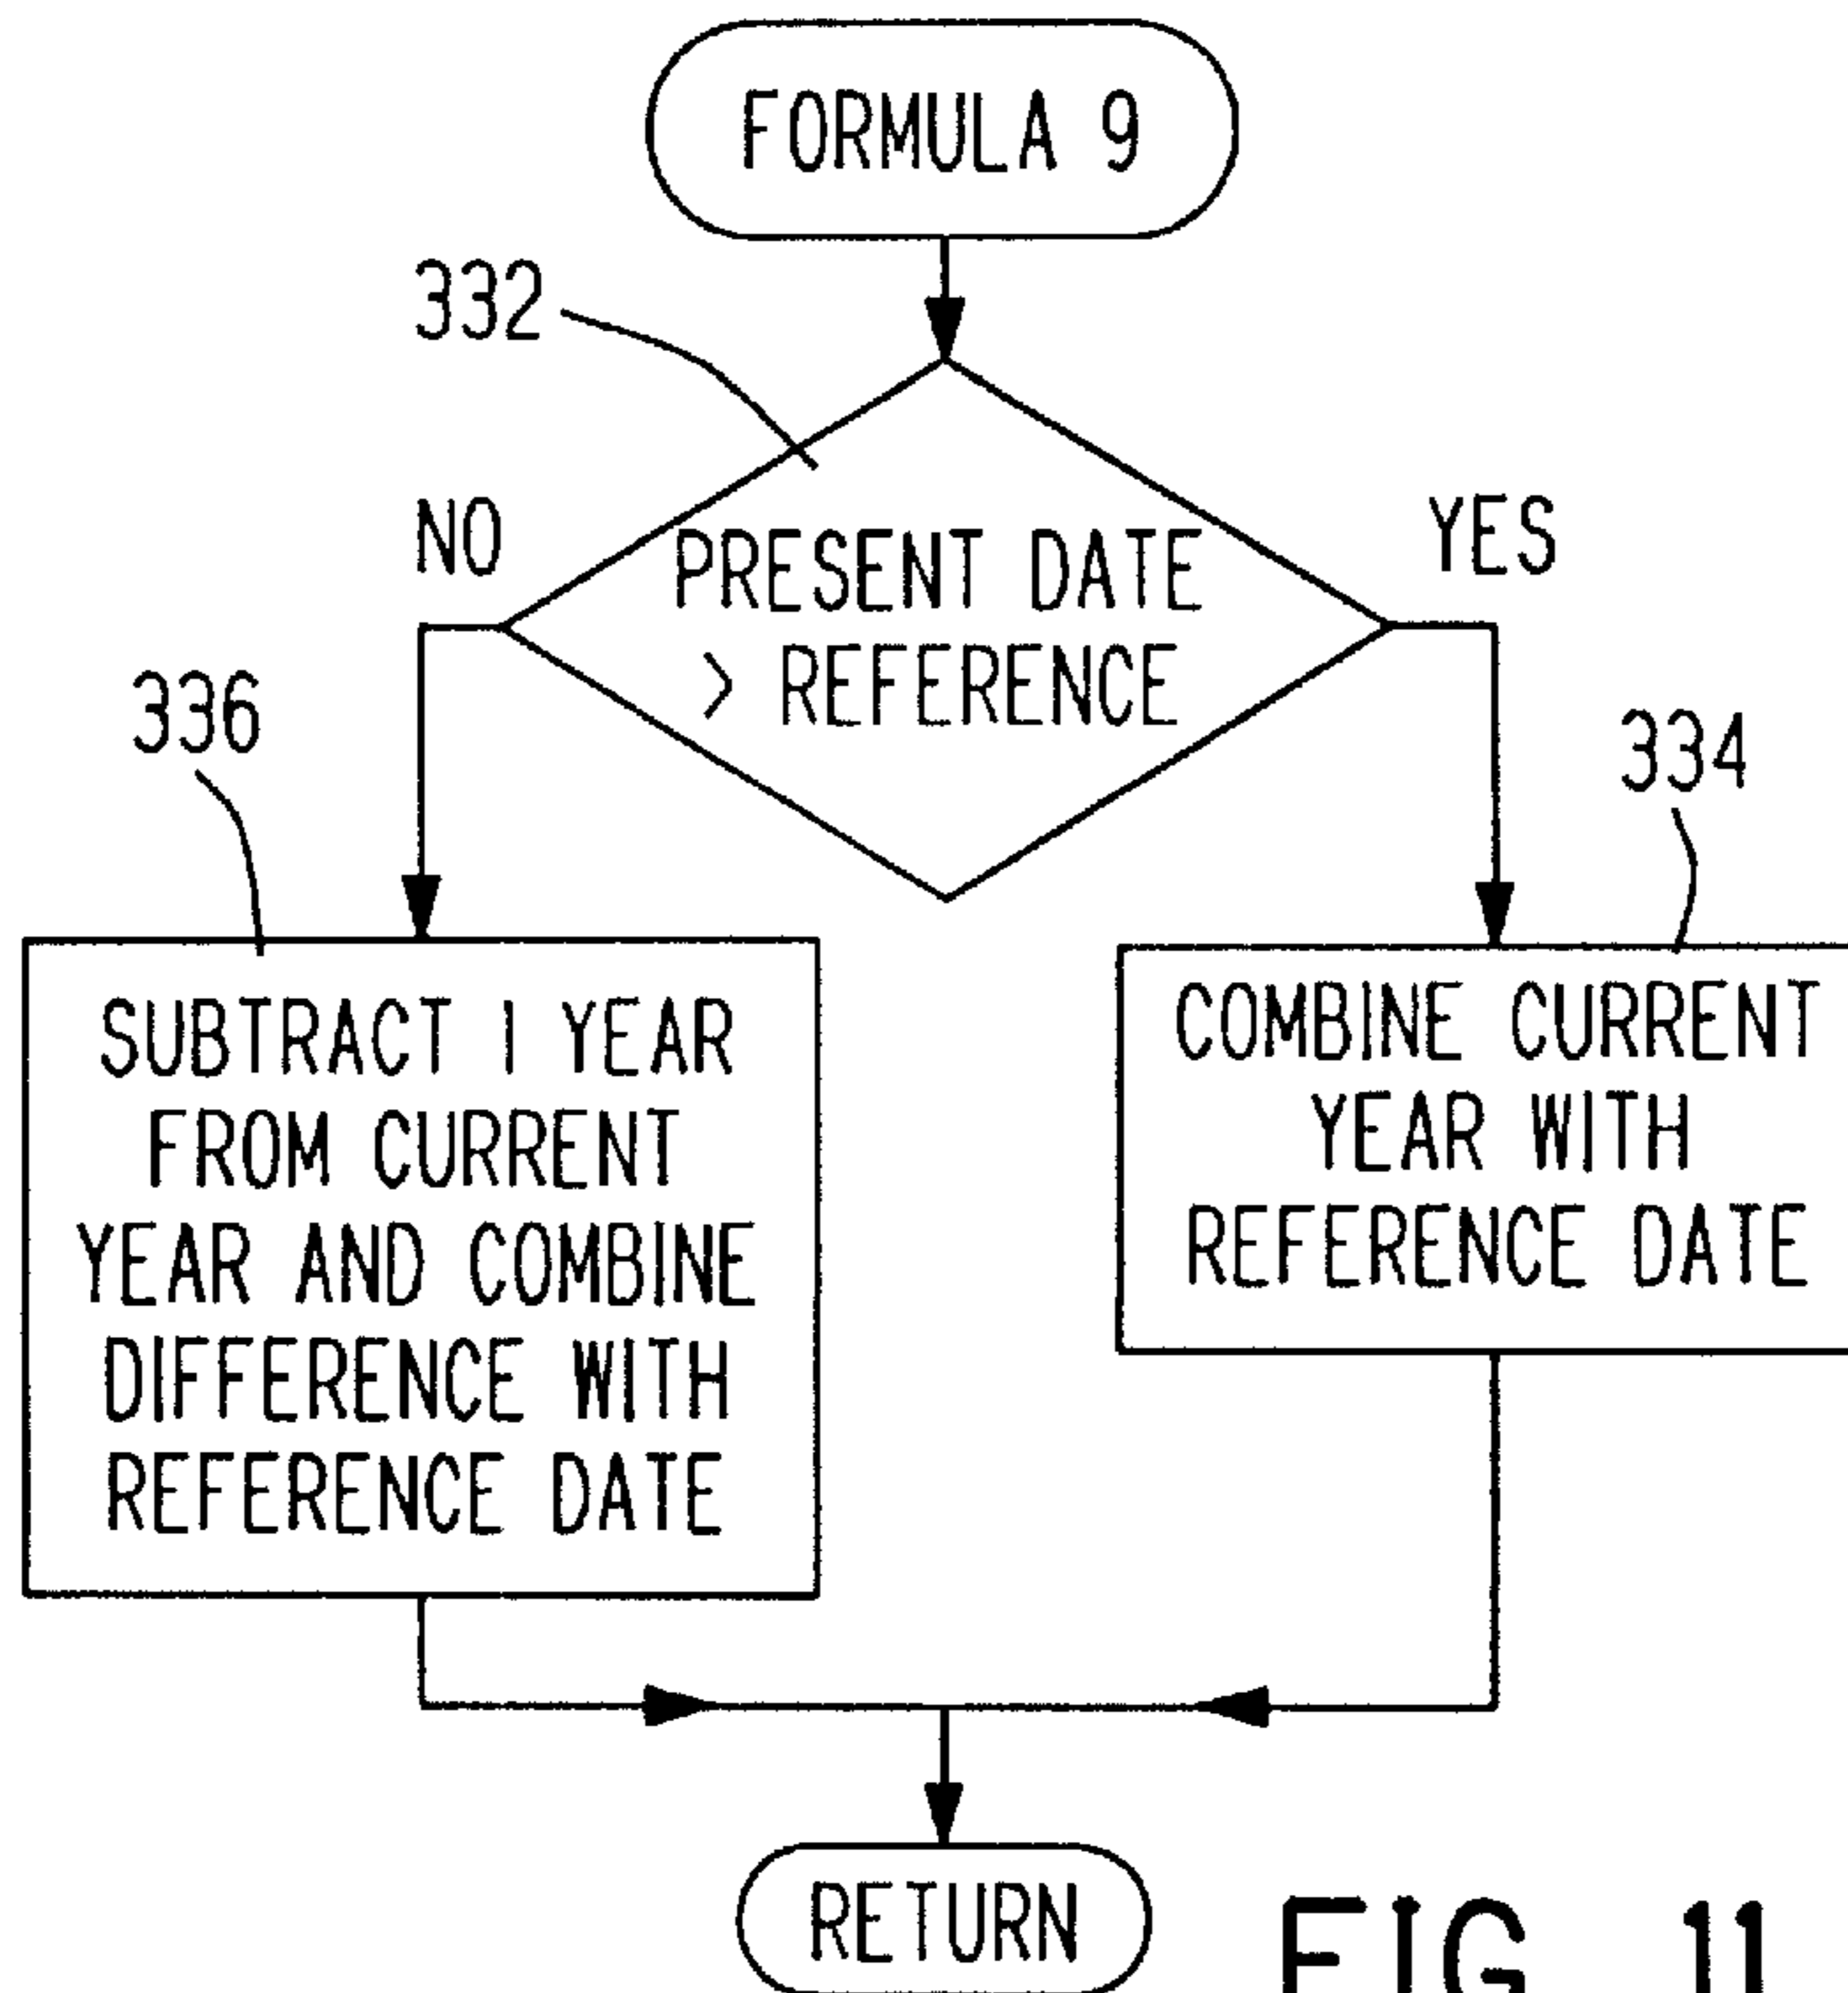 FORMULA 9
332
NO
YES
PRESENT DATE
> REFERENCE
336
334
SUBTRACT 1 YEAR
FROM CURRENT
YEAR AND COMBINE
DIFFERENCE WITH
REFERENCE DATE
COMBINE CURRENT
YEAR WITH
REFERENCE DATE
RETURN
FIG. 11